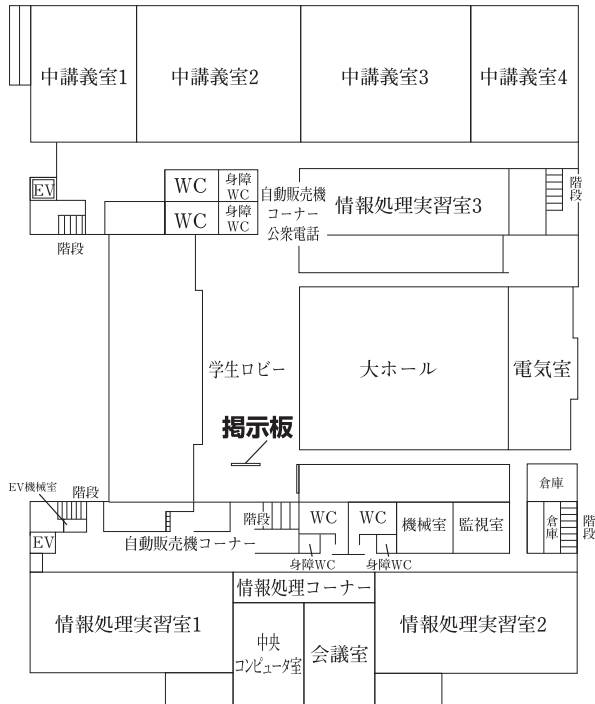 中講義室1
中講義室2
中講義室3
中講義室4
EV
WC
身障
WC
WC
身障
WC
自動販売機
コーナー
公衆電話
情報処理実習室3
階段
階段
学生ロビー
大ホール
電気室
掲示板
EV機械室
階段
階段
WC
WC
機械室
監視室
倉庫
倉庫
階段
EV
自動販売機コーナー
身障WC
身障WC
情報処理コーナー
情報処理実習室1
情報処理実習室2
中央
コンピュータ室
会議室